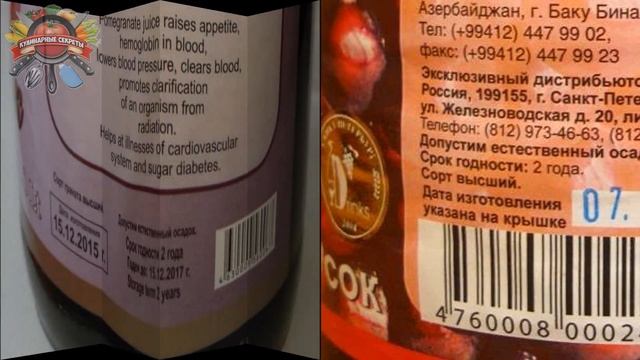 КУЛИНАРНЫЕ СЕКРЕТЫ
Pomegranate juice raises appetite,
hemoglobin in blood,
lowers blood pressure, clears blood,
promotes clarification
of an organism from
radiation.
Helps at illnesses of cardiovascular
system and sugar diabetes.
Сорт граната высший
Дата изготовления
15.12.2015 г.
Допустим естественный осадок.
Срок годности 2 года
Годен до: 15.12.2017 г.
Storage term 2 years
Азербайджан, г. Баку Бина
Тел: (+99412) 447 99 02,
факс: (+99412) 447 99 23
Эксклюзивный дистрибьюто
Россия, 199155, г. Санкт-Пете
ул. Железноводская д. 20, ли
Телефон: (812) 973-46-63, (812
Допустим естественный осад
Срок годности: 2 года.
Сорт высший.
Дата изготовления
указана на крышке
07.
СОК
4 760008 0002